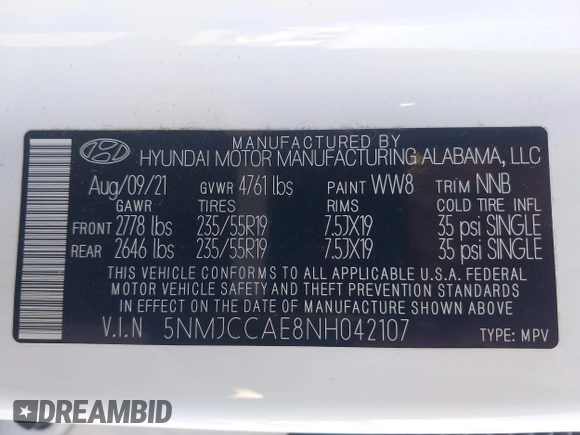 MANUFACTURED BY
HYUNDAI MOTOR MANUFACTURING ALABAMA, LLC
Aug/09/21 GVWR 4761 lbs PAINT WW8 TRIM NNB
GAWR TIRES RIMS COLD TIRE INFL
FRONT 2778 lbs 235/55R19 7.5JX19 35 psi SINGLE
REAR 2646 lbs 235/55R19 7.5JX19 35 psi SINGLE
THIS VEHICLE CONFORMS TO ALL APPLICABLE U.S.A. FEDERAL
MOTOR VEHICLE SAFETY AND THEFT PREVENTION STANDARDS
IN EFFECT ON THE DATE OF MANUFACTURE SHOWN ABOVE
V.I.N 5NMJCCAE8NH042107 TYPE: MPV
DREAMBID